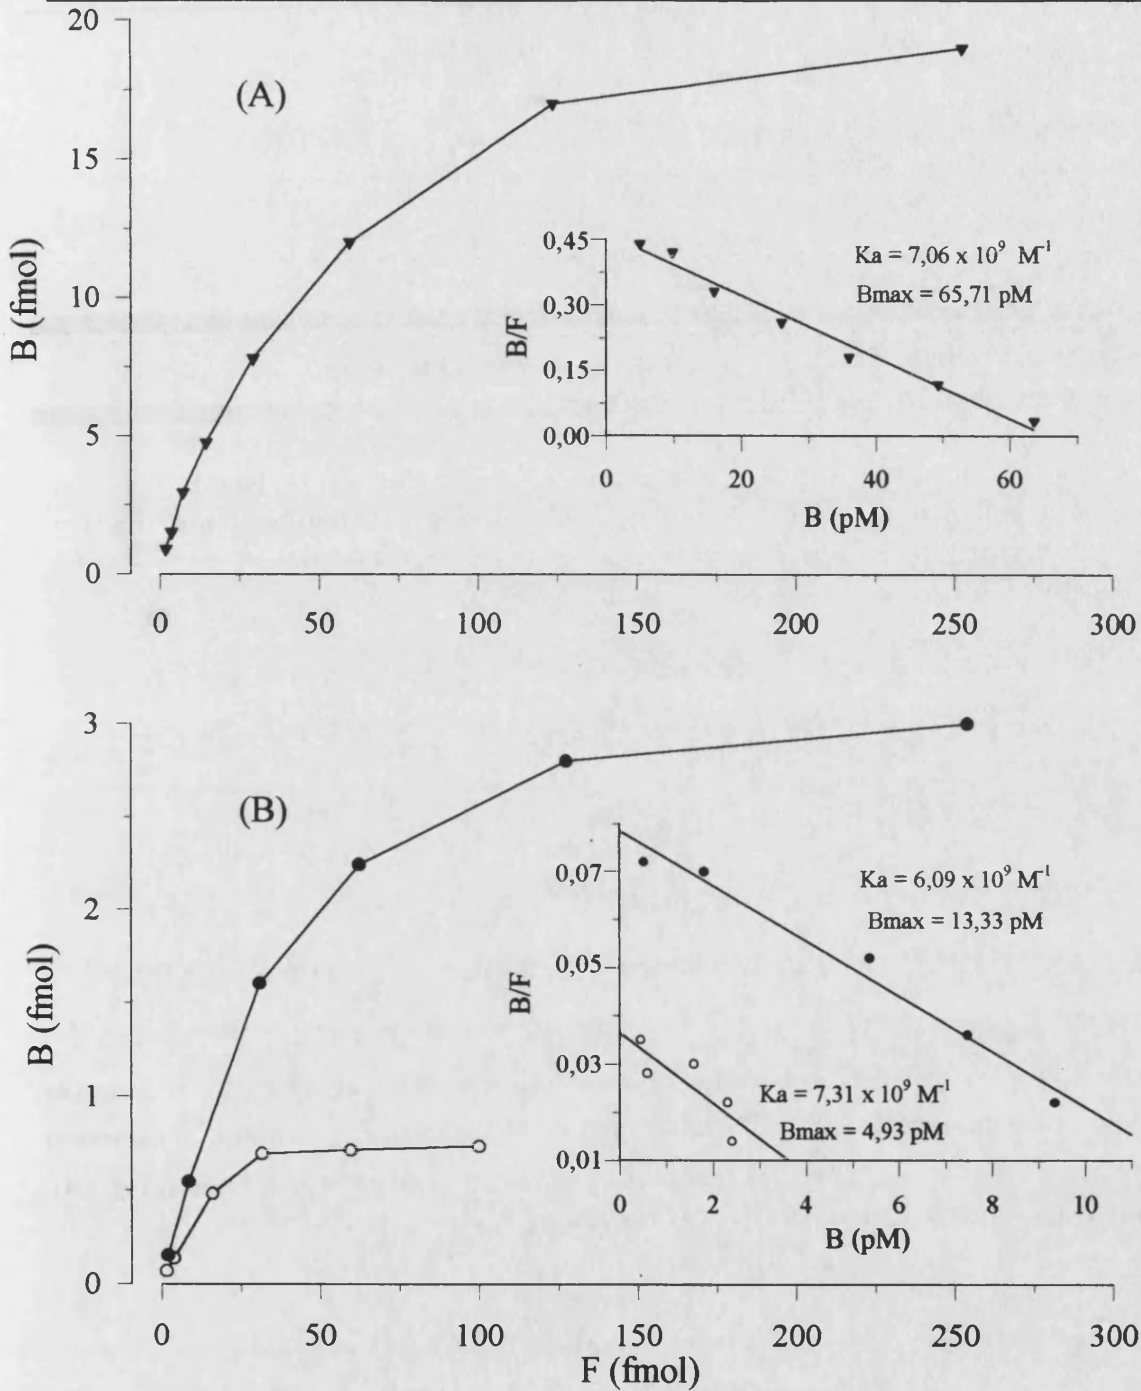 20
(A)
15
B (fmol)
10
5
0
0,45
0,30
B/F
0,15
0,00
Ka = 7,06 x 10⁹ M⁻¹
Bmax = 65,71 pM
0 20 40 60
B (pM)
0 50 100 150 200 250 300
3
(B)
2
B (fmol)
1
0
0,07
0,05
B/F
0,03
0,01
Ka = 6,09 x 10⁹ M⁻¹
Bmax = 13,33 pM
Ka = 7,31 x 10⁹ M⁻¹
Bmax = 4,93 pM
0 2 4 6 8 10
B (pM)
0 50 100 150 200 250 300
F (fmol)